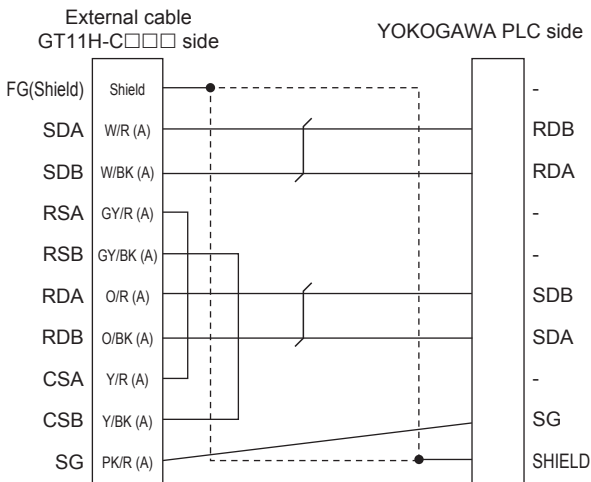 External cable
GT11H-C□□□ side
YOKOGAWA PLC side
FG(Shield) Shield -
SDA W/R (A) RDB
SDB W/BK (A) RDA
RSA GY/R (A) -
RSB GY/BK (A) -
RDA O/R (A) SDB
RDB O/BK (A) SDA
CSA Y/R (A) -
CSB Y/BK (A) SG
SG PK/R (A) SHIELD